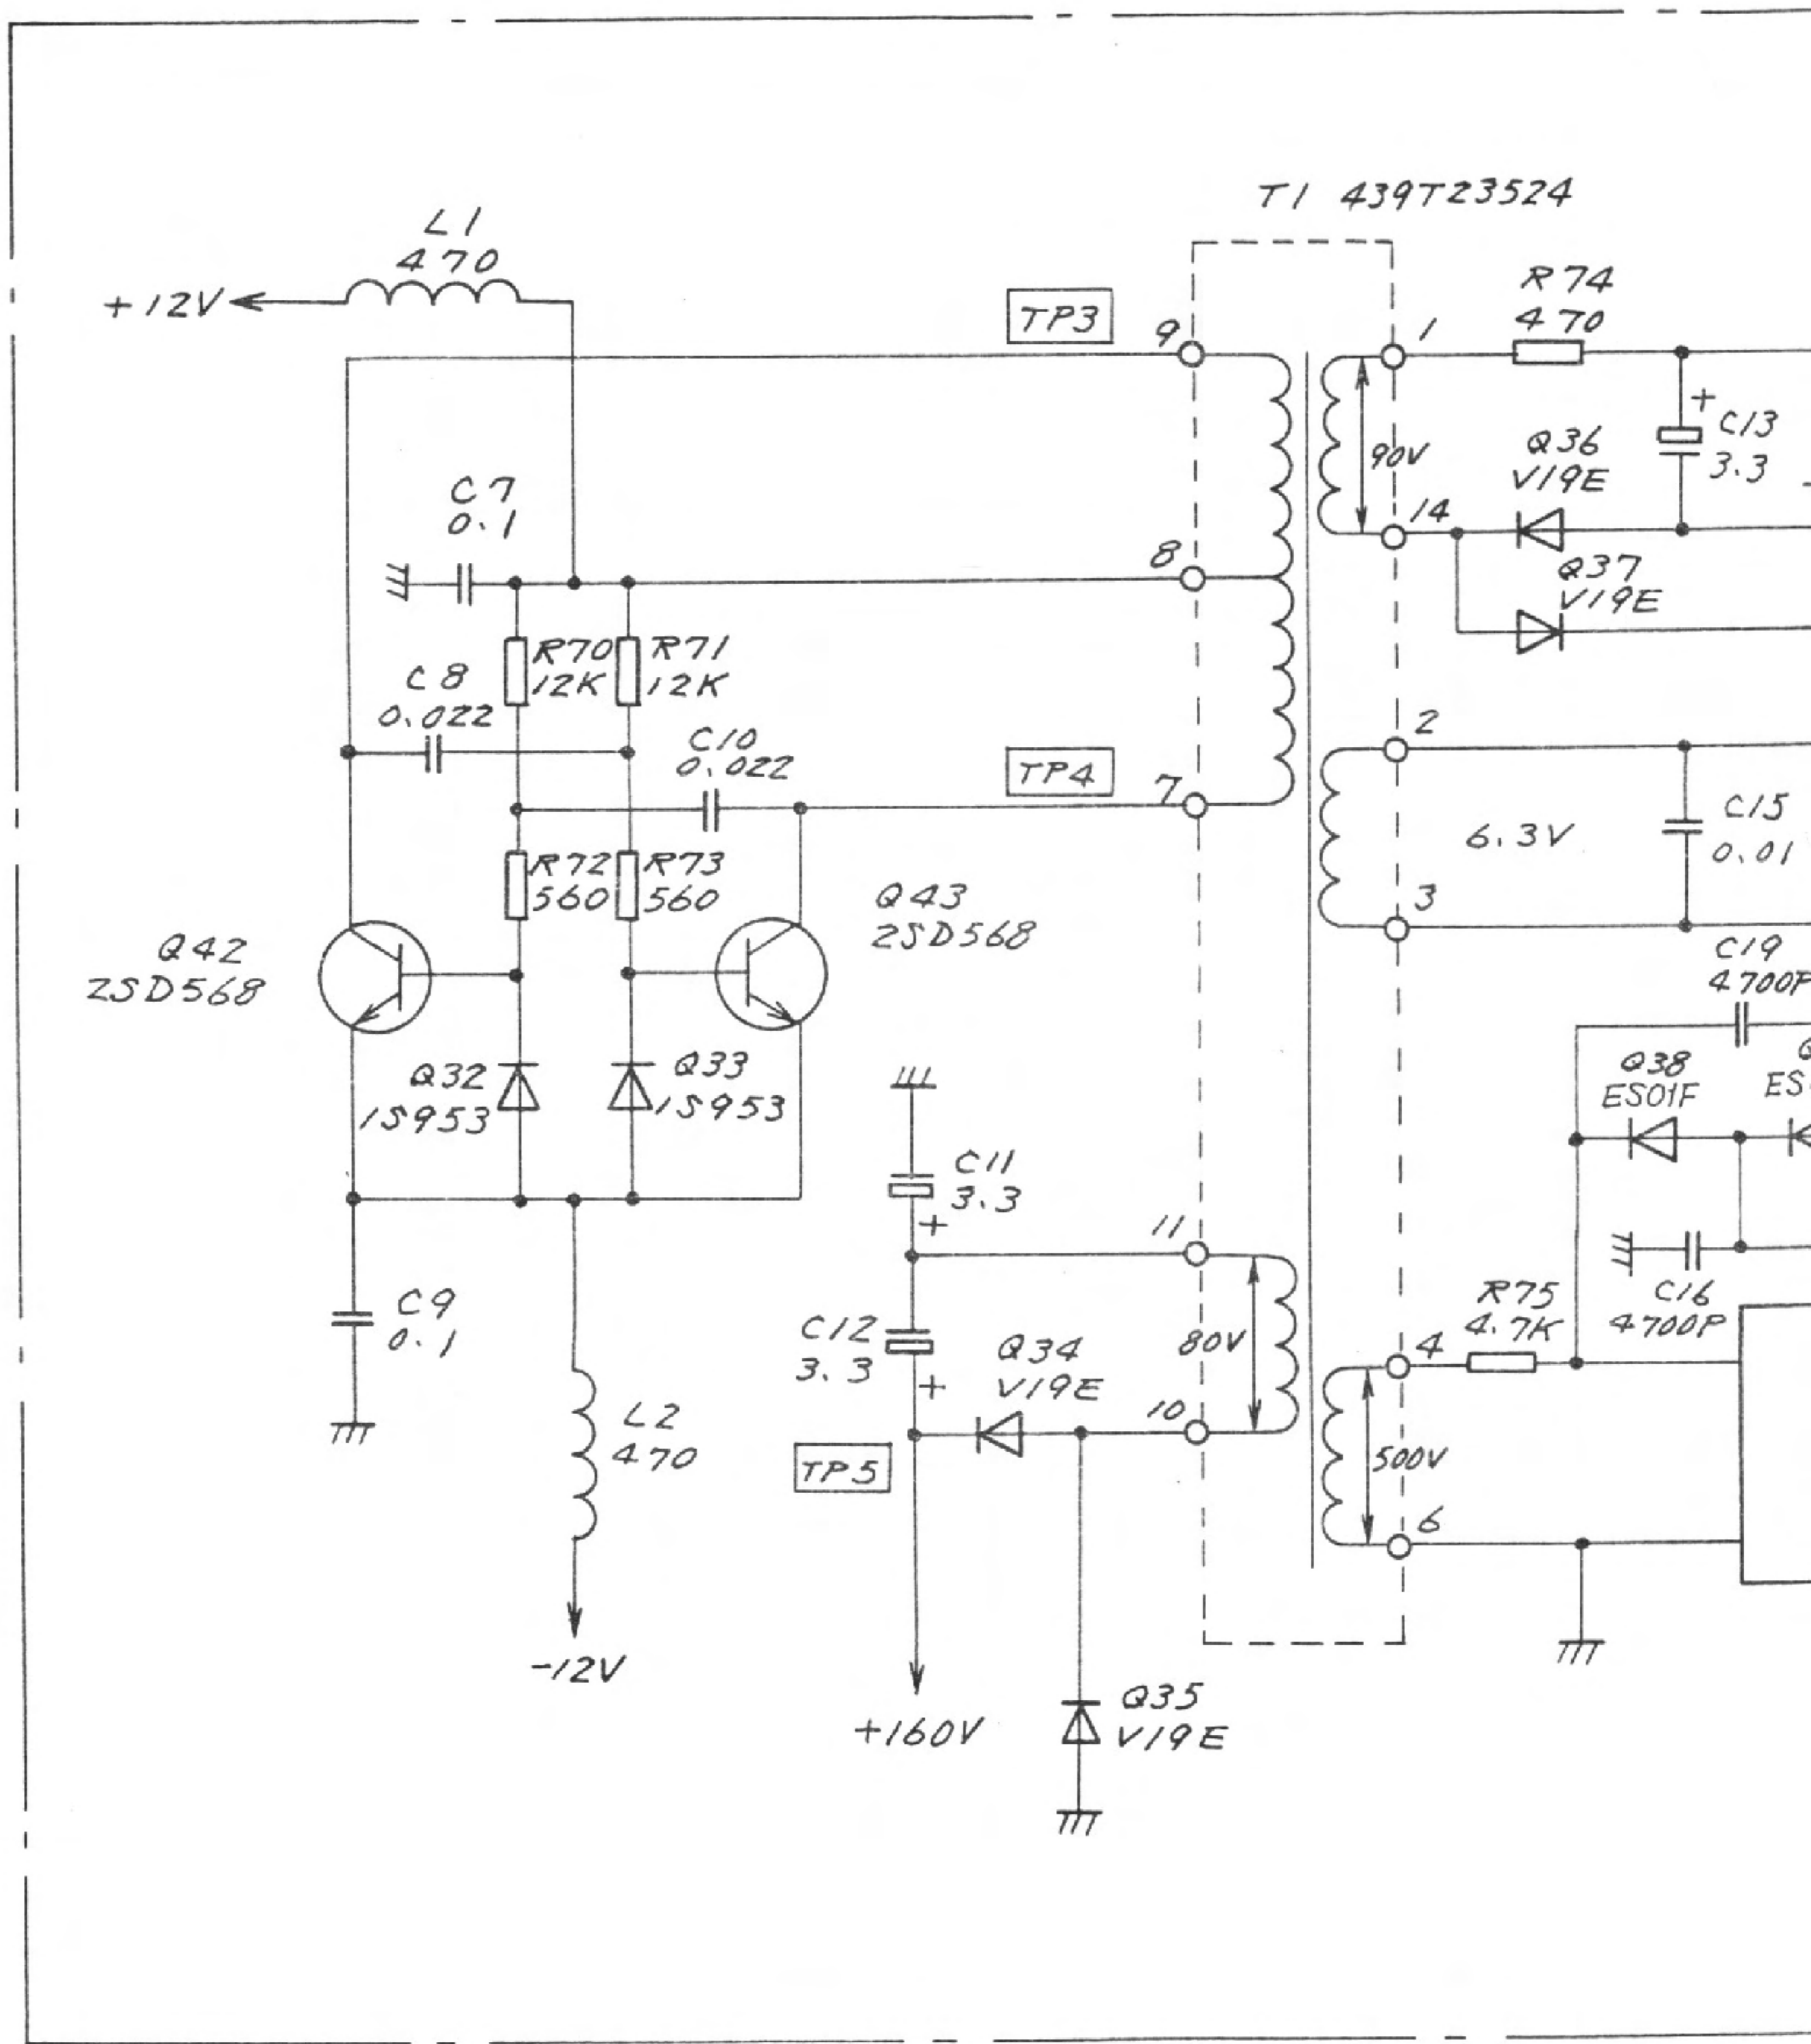 T1 439T23524
L1
470
+12V
TP3
9
1
R74
470
+
C13
3.3
90V
Q36
V19E
14
C7
0.1
8
Q37
V19E
R70
12K
R71
12K
C8
0.022
C10
0.022
TP4
7
2
6.3V
C15
0.01
3
R72
560
R73
560
Q43
2SD568
Q42
2SD568
C19
4700P
Q38
ES01F
Q32
1S953
Q33
1S953
C11
3.3
+
11
C16
4700P
R75
4.7K
C9
0.1
C12
3.3
+
Q34
V19E
80V
4
10
L2
470
TP5
500V
6
-12V
+160V
Q35
V19E